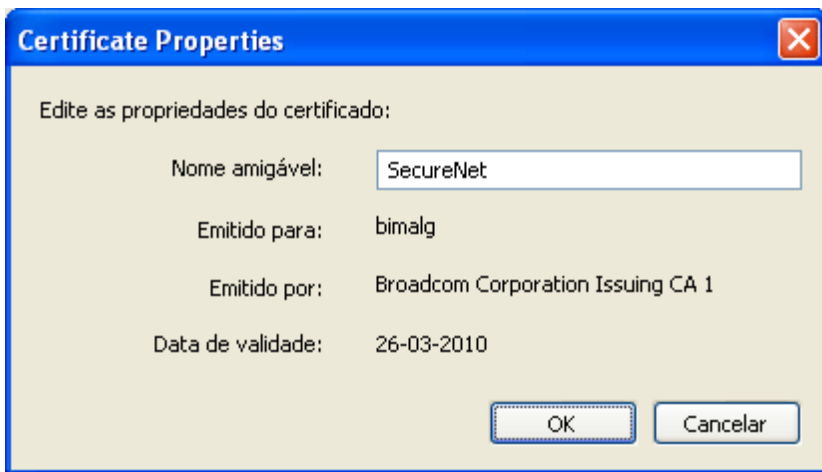 Certificate Properties
Edite as propriedades do certificado:
Nome amigável: SecureNet
Emitido para: bimalg
Emitido por: Broadcom Corporation Issuing CA 1
Data de validade: 26-03-2010
OK Cancelar